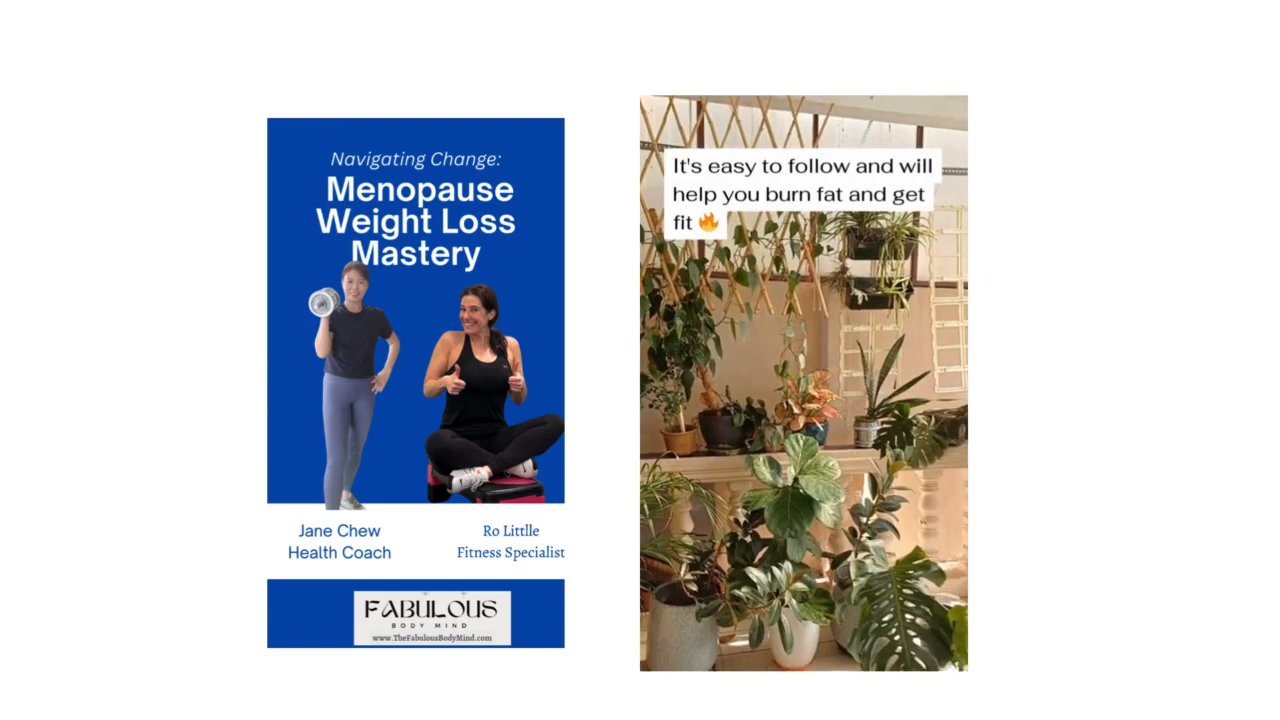 Navigating Change:
Menopause
Weight Loss
Mastery
Jane Chew
Health Coach
Ro Littlle
Fitness Specialist
FABULOUS
BODY MIND
www.TheFabulousBodyMind.com
It's easy to follow and will
help you burn fat and get
fit 🔥